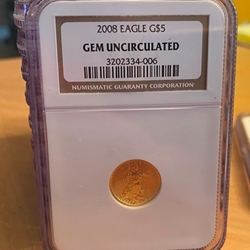 2008 EAGLE G$5
GEM UNCIRCULATED
3202334-006
NUMISMATIC GUARANTY CORPORATION